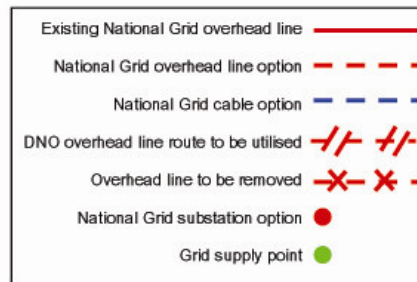 Existing National Grid overhead line
National Grid overhead line option
National Grid cable option
DNO overhead line route to be utilised
Overhead line to be removed
National Grid substation option
Grid supply point